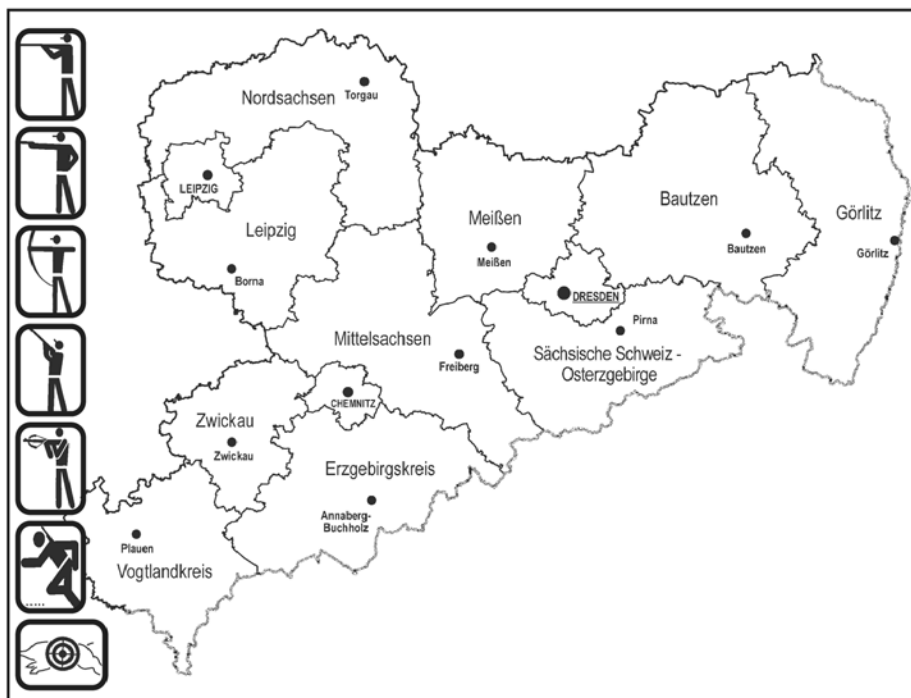 Nordsachsen
Torgau
LEIPZIG
Leipzig
Borna
Meißen
Meißen
Bautzen
Bautzen
Görlitz
Görlitz
DRESDEN
Pirna
Sächsische Schweiz -
Osterzgebirge
Mittelsachsen
Freiberg
CHEMNITZ
Zwickau
Zwickau
Erzgebirgskreis
Annaberg-
Buchholz
Plauen
Vogtlandkreis